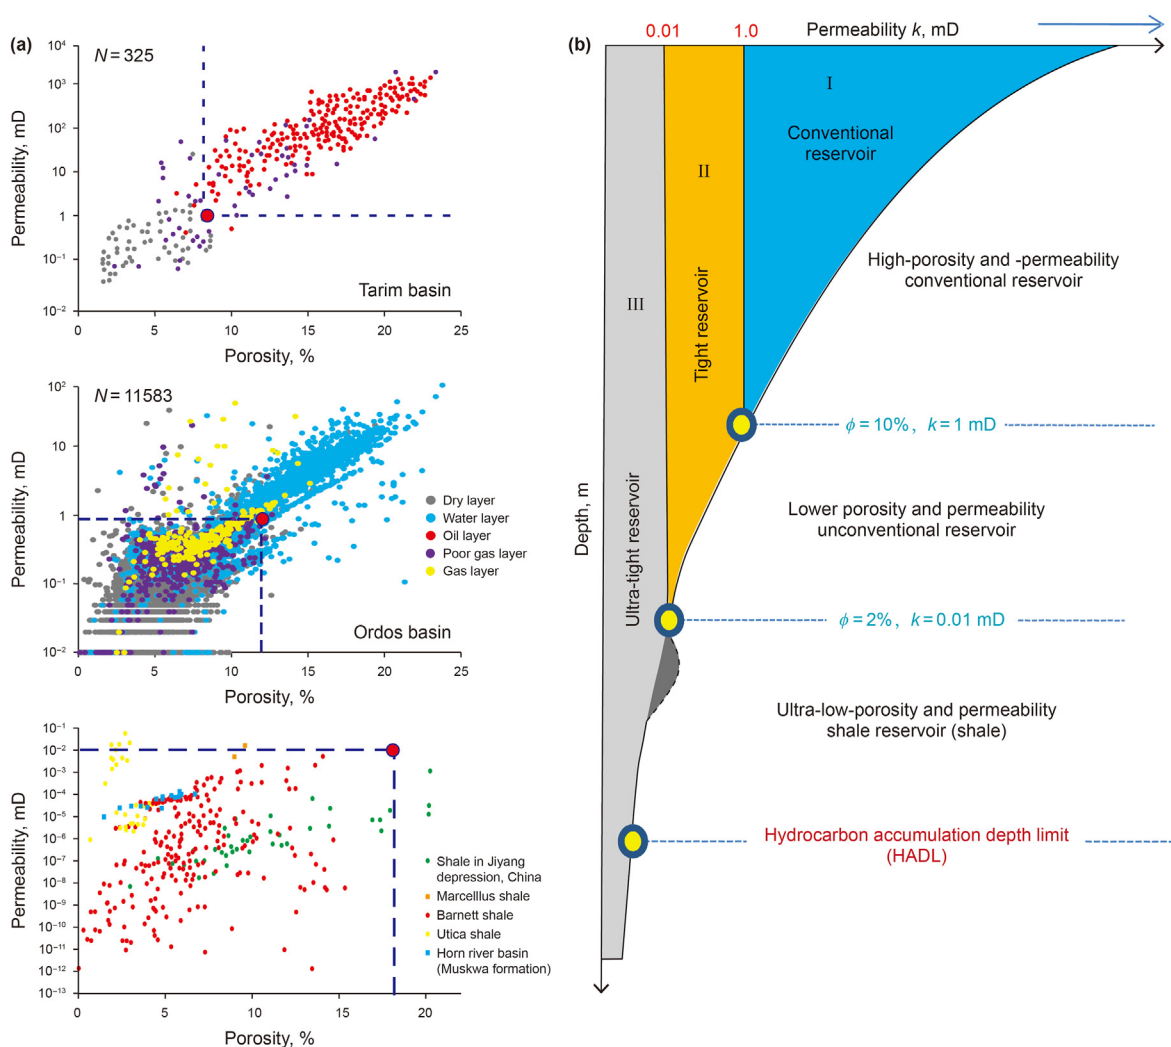 (a)
N = 325
Permeability, mD
10⁴
10³
10²
10
1
10⁻¹
10⁻²
0
5
10
15
20
25
Tarim basin
Porosity, %
N = 11583
Permeability, mD
10²
10
1
10⁻¹
10⁻²
0
5
10
15
20
25
Dry layer
Water layer
Oil layer
Poor gas layer
Gas layer
Ordos basin
Porosity, %
Permeability, mD
10⁻¹
10⁻²
10⁻³
10⁻⁴
10⁻⁵
10⁻⁶
10⁻⁷
10⁻⁸
10⁻⁹
10⁻¹⁰
10⁻¹¹
10⁻¹²
10⁻¹³
0
5
10
15
20
Shale in Jiyang
depression, China
Marcelllus shale
Barnett shale
Utica shale
Horn river basin
(Muskwa formation)
Porosity, %
(b)
0.01
1.0
Permeability k, mD
I
Conventional
reservoir
II
Tight reservoir
III
Ultra-tight reservoir
Depth, m
High-porosity and -permeability
conventional reservoir
ϕ = 10%, k = 1 mD
Lower porosity and permeability
unconventional reservoir
ϕ = 2%, k = 0.01 mD
Ultra-low-porosity and permeability
shale reservoir (shale)
Hydrocarbon accumulation depth limit
(HADL)